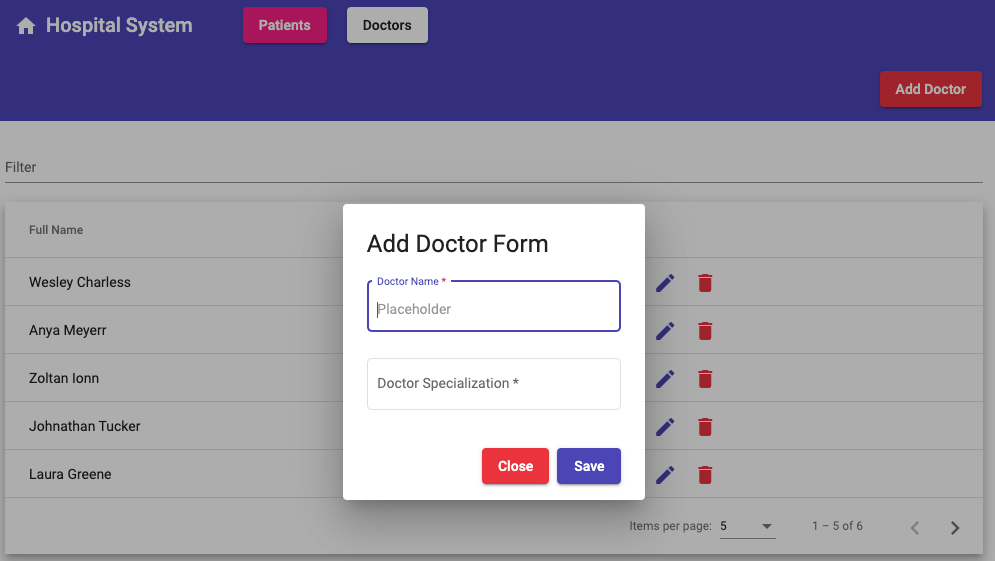 Hospital System
Patients
Doctors
Add Doctor
Filter
Full Name
Wesley Charless
Anya Meyerr
Zoltan Ionn
Johnathan Tucker
Laura Greene
Add Doctor Form
Doctor Name *
Placeholder
Doctor Specialization *
Close
Save
Items per page: 5
1 – 5 of 6